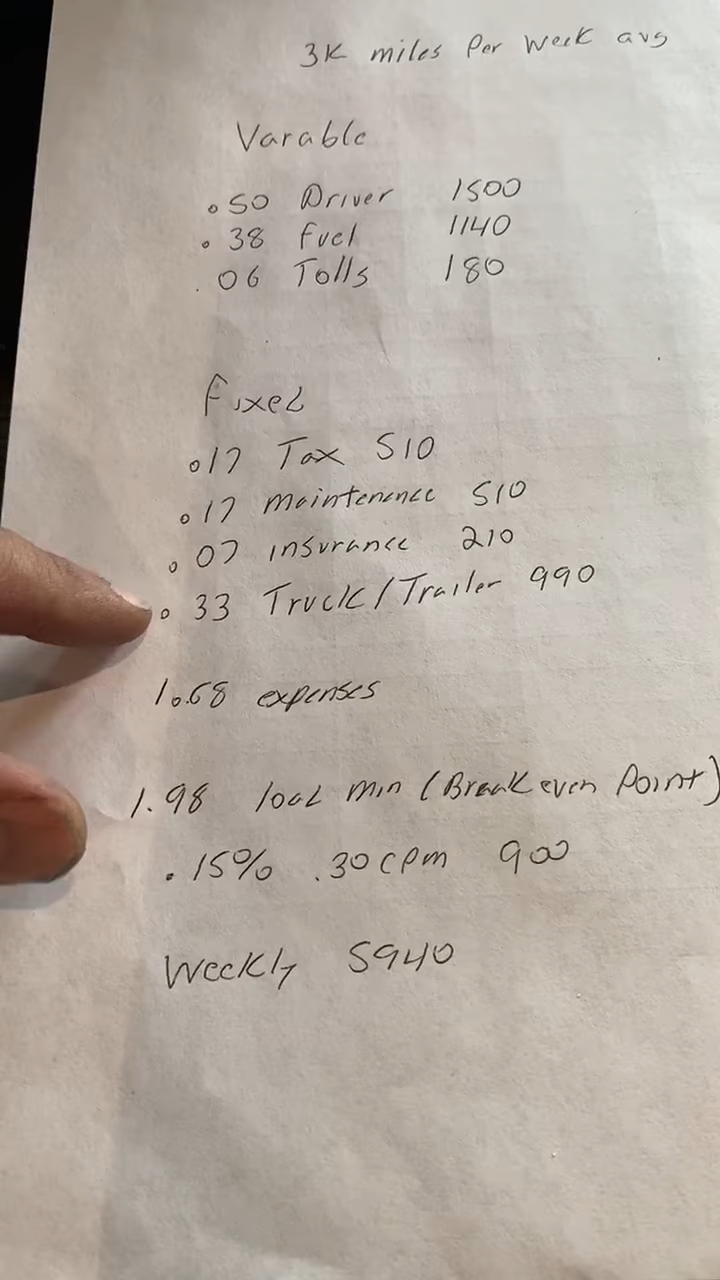 3K miles Per Week avg
Varable
.50 Driver 1500
.38 Fuel 1140
.06 Tolls 180
Fixed
.17 Tax 510
.17 maintenence 510
.07 insurance 210
.33 Truck/Trailer 990
1.68 expenses
1.98 load min (Break even Point)
.15% .30cpm 900
Weekly 5940